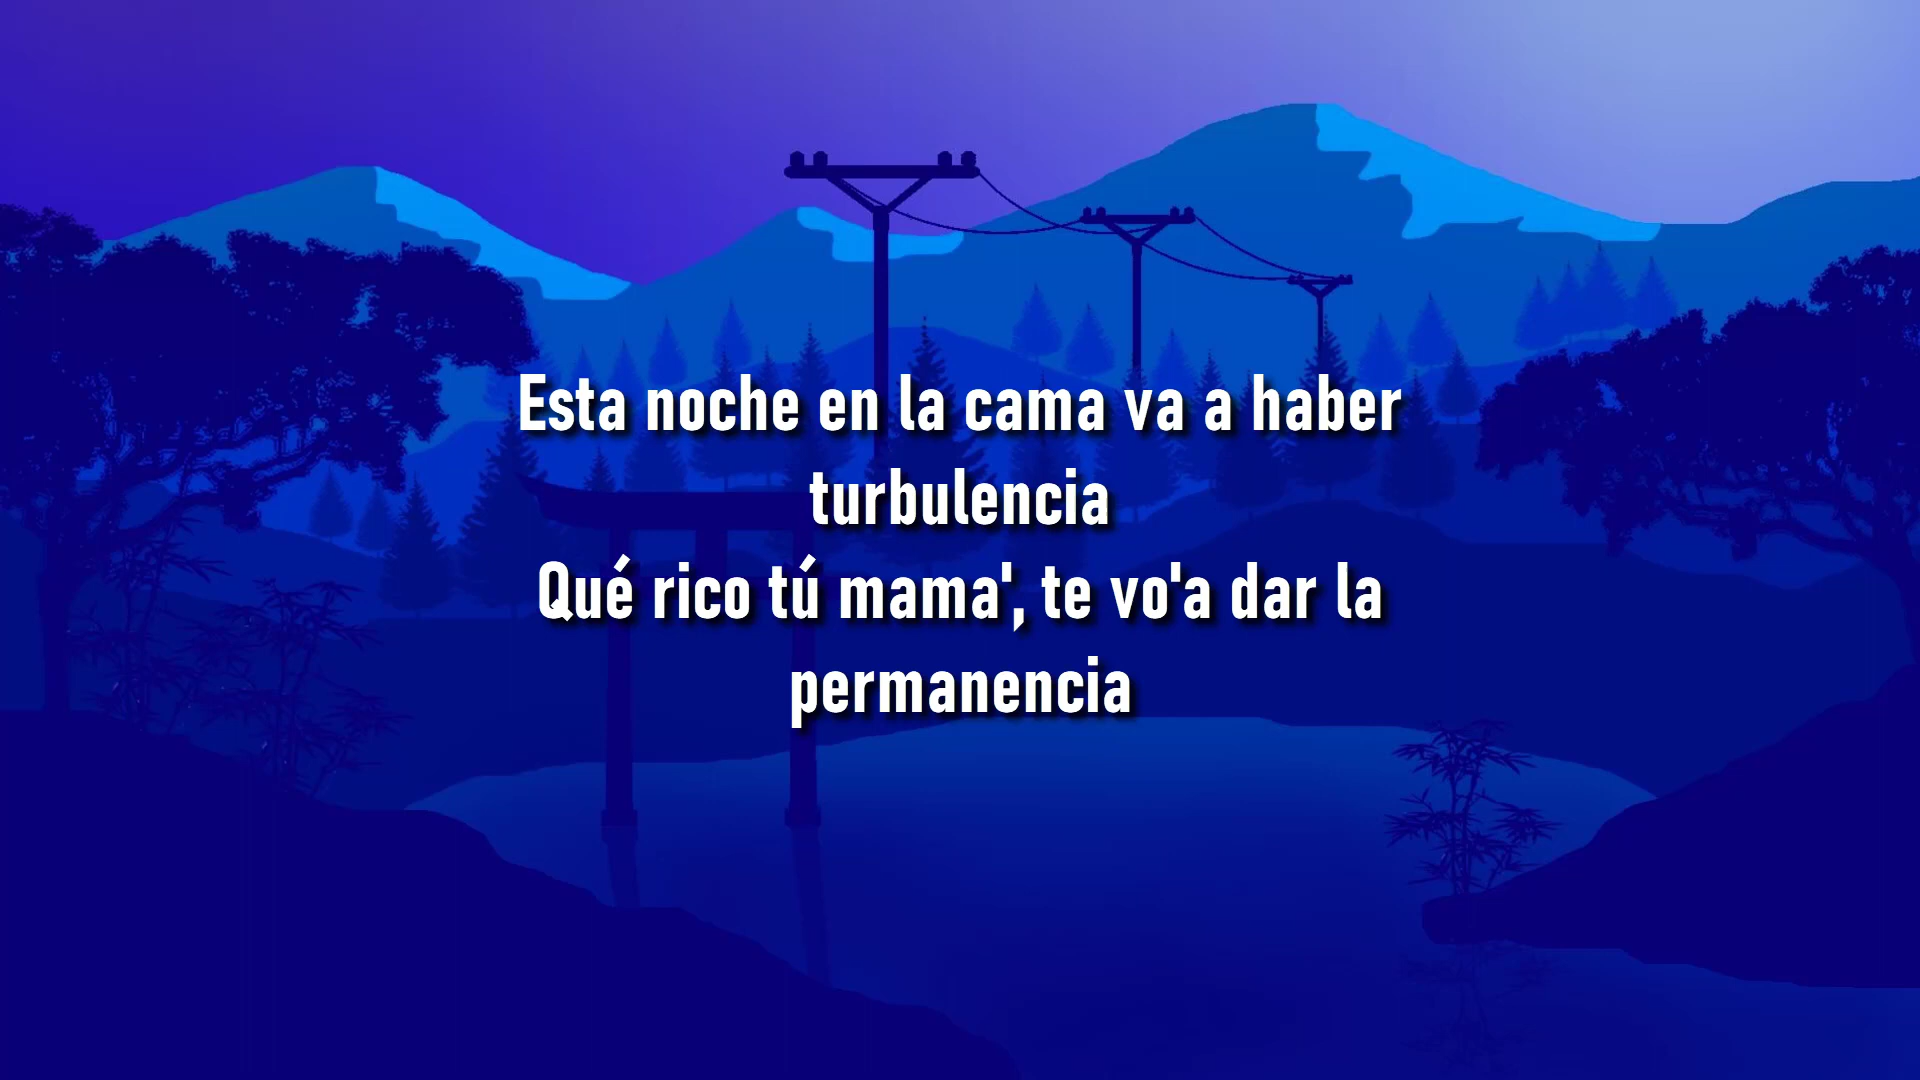 Esta noche en la cama va a haber
turbulencia
Qué rico tú mama', te vo'a dar la
permanencia